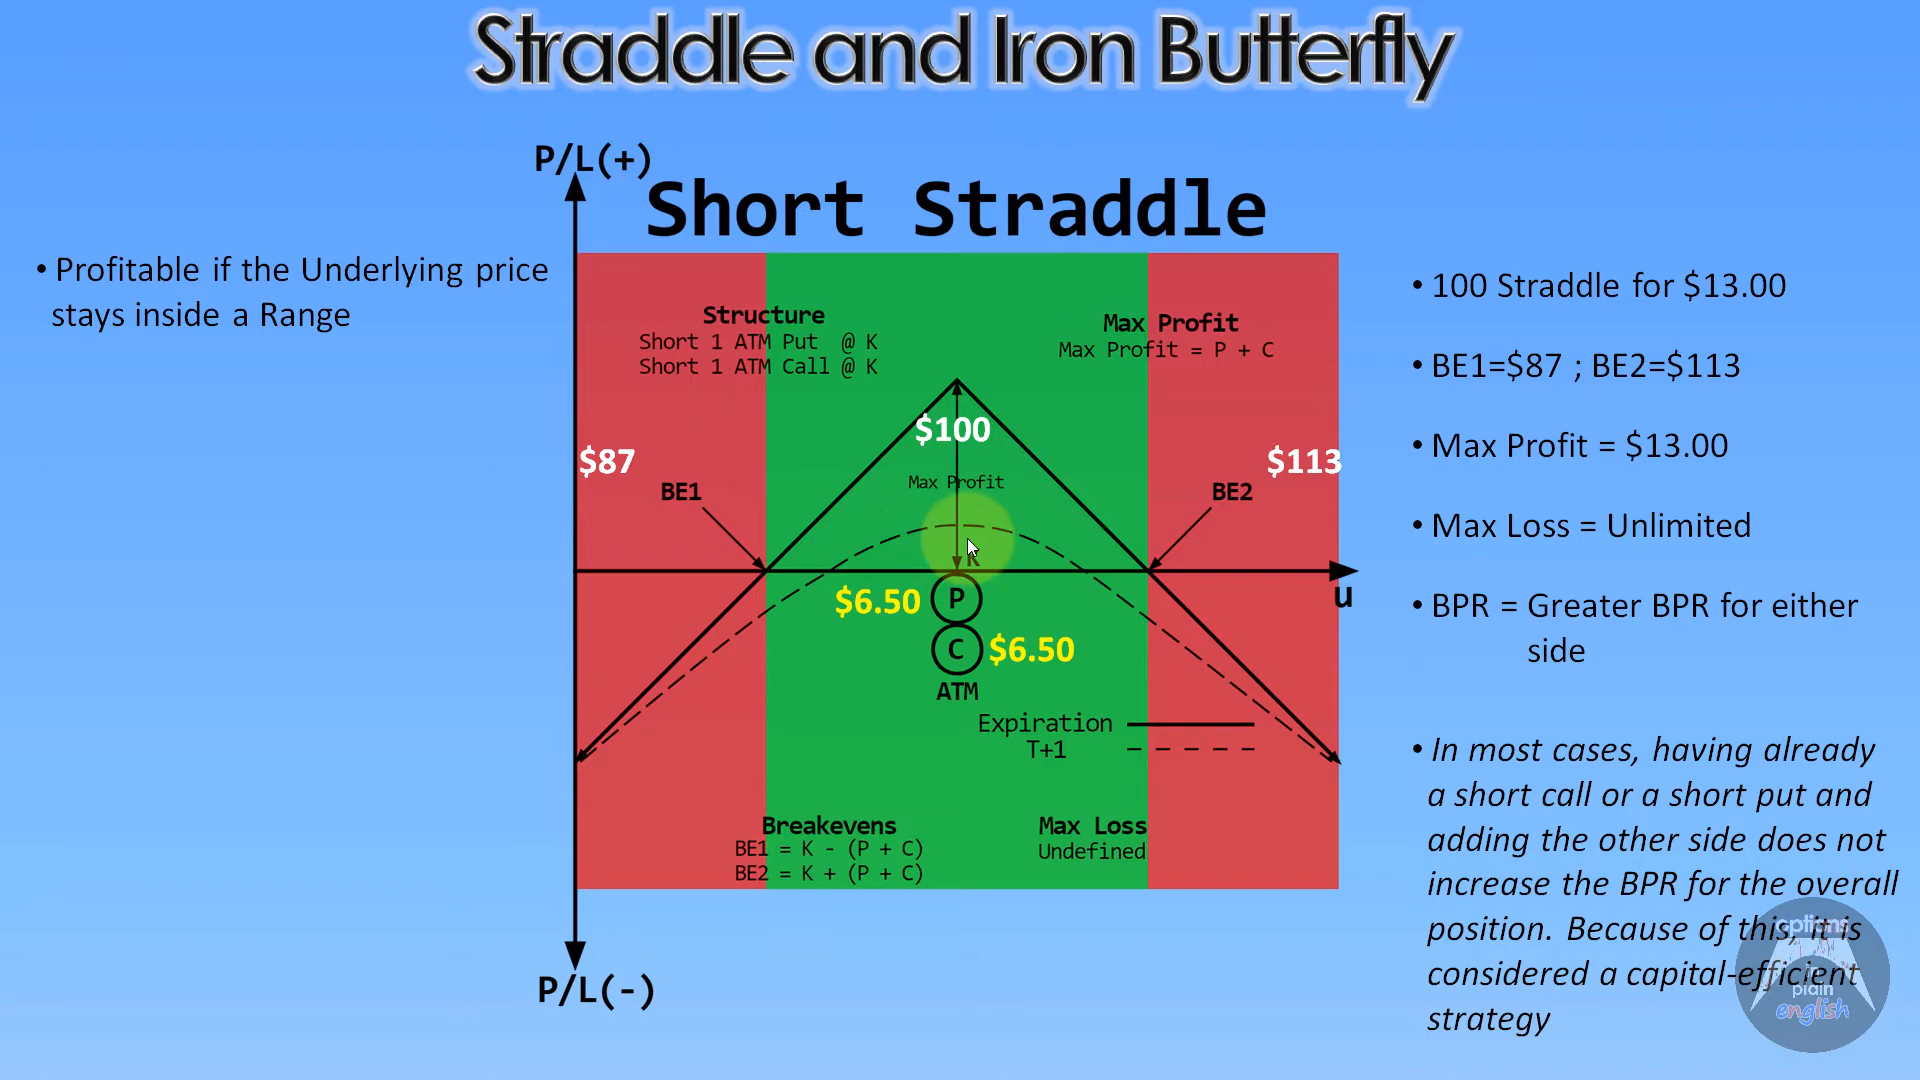 Straddle and Iron Butterfly
P/L(+)
Short Straddle
• Profitable if the Underlying price
stays inside a Range
Structure
Short 1 ATM Put @ K
Short 1 ATM Call @ K
Max Profit
Max Profit = P + C
$100
$87
$113
BE1
BE2
Max Profit
K
u
$6.50
P
C
$6.50
ATM
Expiration
T+1
Breakevens
BE1 = K - (P + C)
BE2 = K + (P + C)
Max Loss
Undefined
P/L(-)
• 100 Straddle for $13.00
• BE1=$87 ; BE2=$113
• Max Profit = $13.00
• Max Loss = Unlimited
• BPR = Greater BPR for either
side
• In most cases, having already
a short call or a short put and
adding the other side does not
increase the BPR for the overall
position. Because of this, it is
considered a capital-efficient
strategy
options
in
plain
english